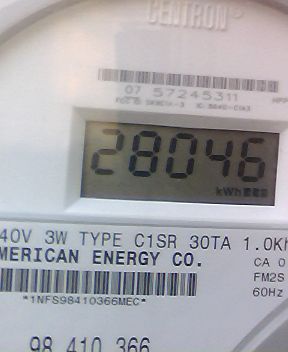 CENTRON®
07 57245311
28046
kWh
40V 3W TYPE C1SR 30TA 1.0Kh
MERICAN ENERGY CO.
CA 0
FM2S
60Hz
*1NFS98410366MEC*
98 410 366